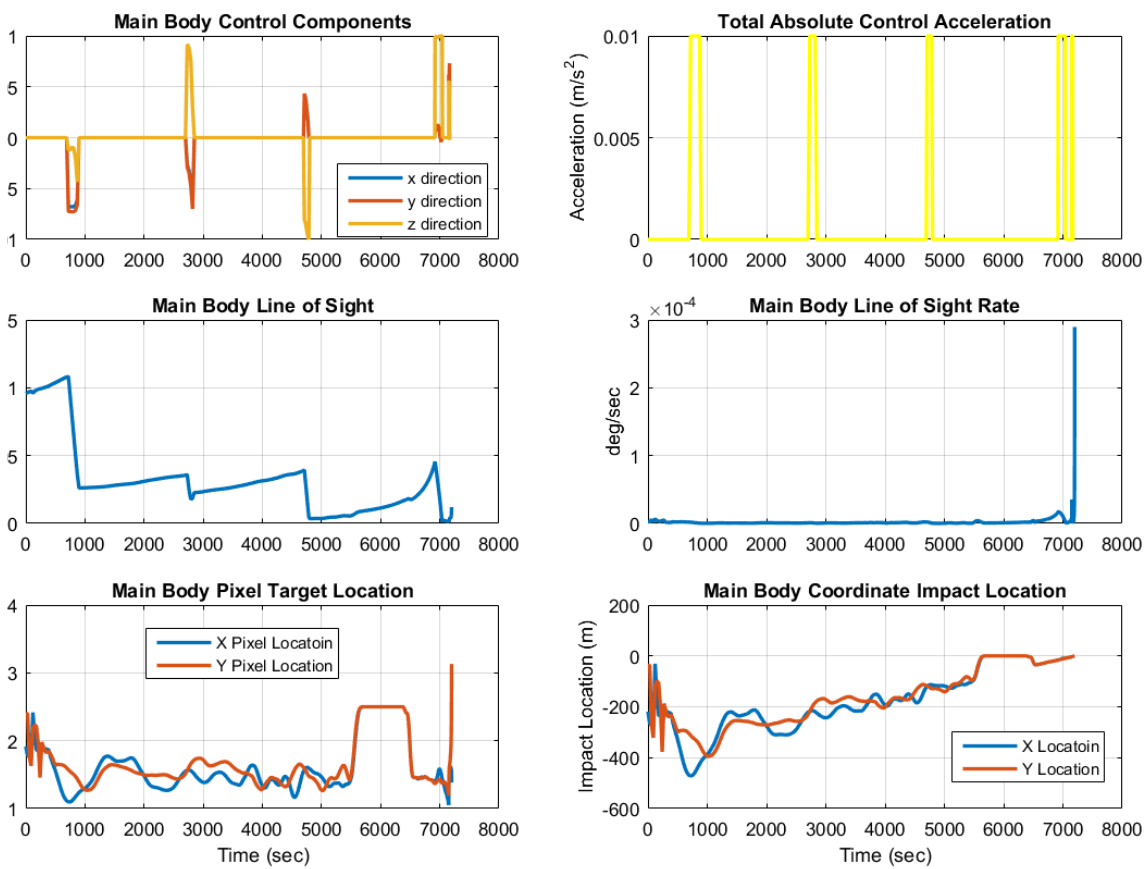 Main Body Control Components
1
5
0
5
1
x direction
y direction
z direction
0 1000 2000 3000 4000 5000 6000 7000 8000
Total Absolute Control Acceleration
0.01
0.005
0
Acceleration (m/s²)
0 1000 2000 3000 4000 5000 6000 7000 8000
Main Body Line of Sight
5
1
5
0
0 1000 2000 3000 4000 5000 6000 7000 8000
Main Body Line of Sight Rate
×10⁻⁴
3
2
1
0
deg/sec
0 1000 2000 3000 4000 5000 6000 7000 8000
Main Body Pixel Target Location
4
3
2
1
X Pixel Locatoin
Y Pixel Location
0 1000 2000 3000 4000 5000 6000 7000 8000
Time (sec)
Main Body Coordinate Impact Location
200
0
-200
-400
-600
Impact Location (m)
X Locatoin
Y Location
0 1000 2000 3000 4000 5000 6000 7000 8000
Time (sec)